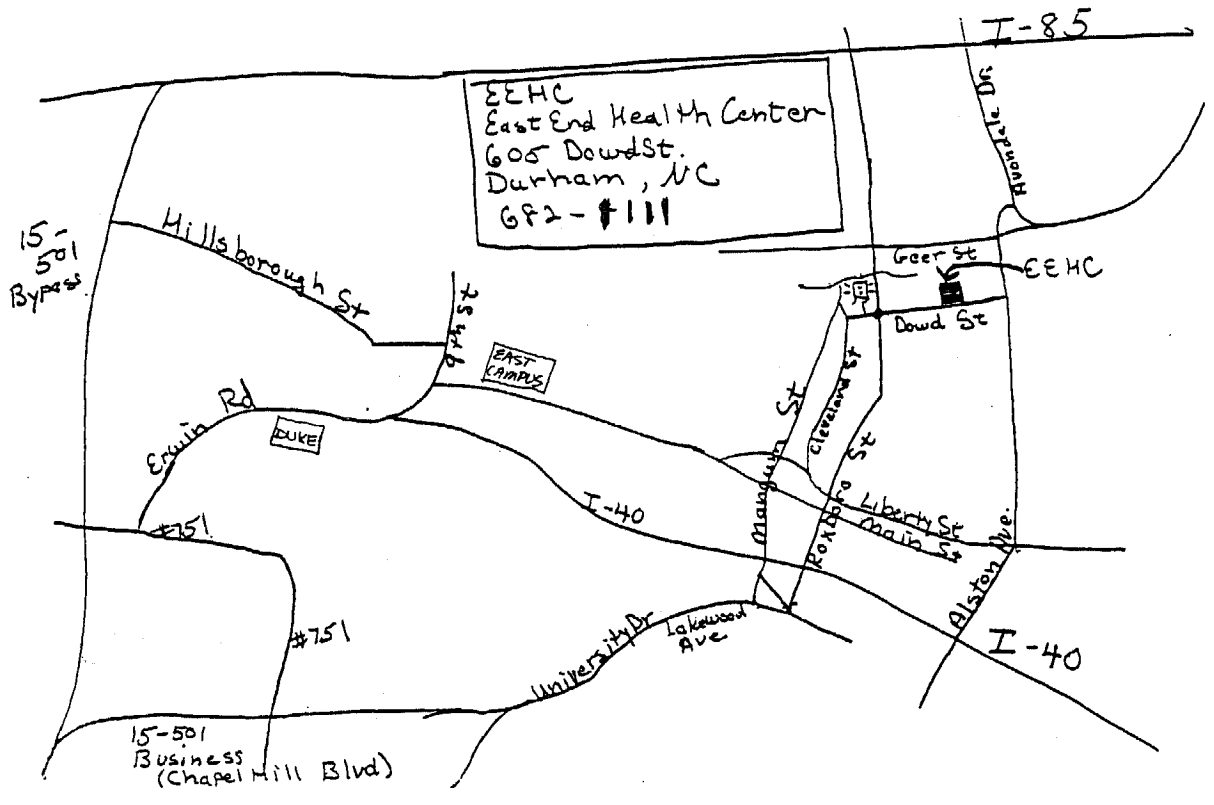 I-85
EEHC
East End Health Center
605 Dowd St.
Durham, NC
682-1111
Avondale Dr
15-
501
Bypass
Hillsborough St
9th St
Geer St
EEHC
Dowd St
EAST
CAMPUS
Erwin Rd
DUKE
Mangum St
Cleveland St
Roxboro St
I-40
Liberty St
Main St
Alston Ave.
#751
#751
University Dr
Lakewood
Ave
I-40
15-501
Business
(Chapel Hill Blvd)